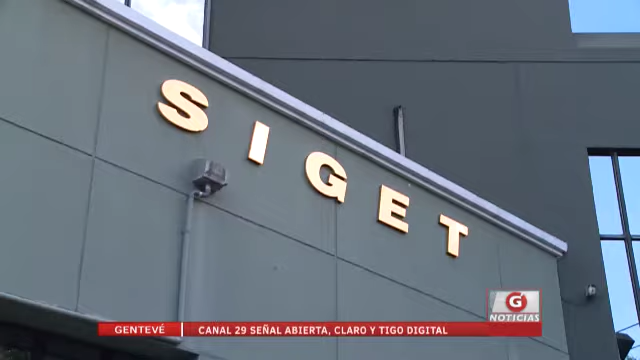 SIGET
G
NOTICIAS
GENTEVÉ
CANAL 29 SEÑAL ABIERTA, CLARO Y TIGO DIGITAL